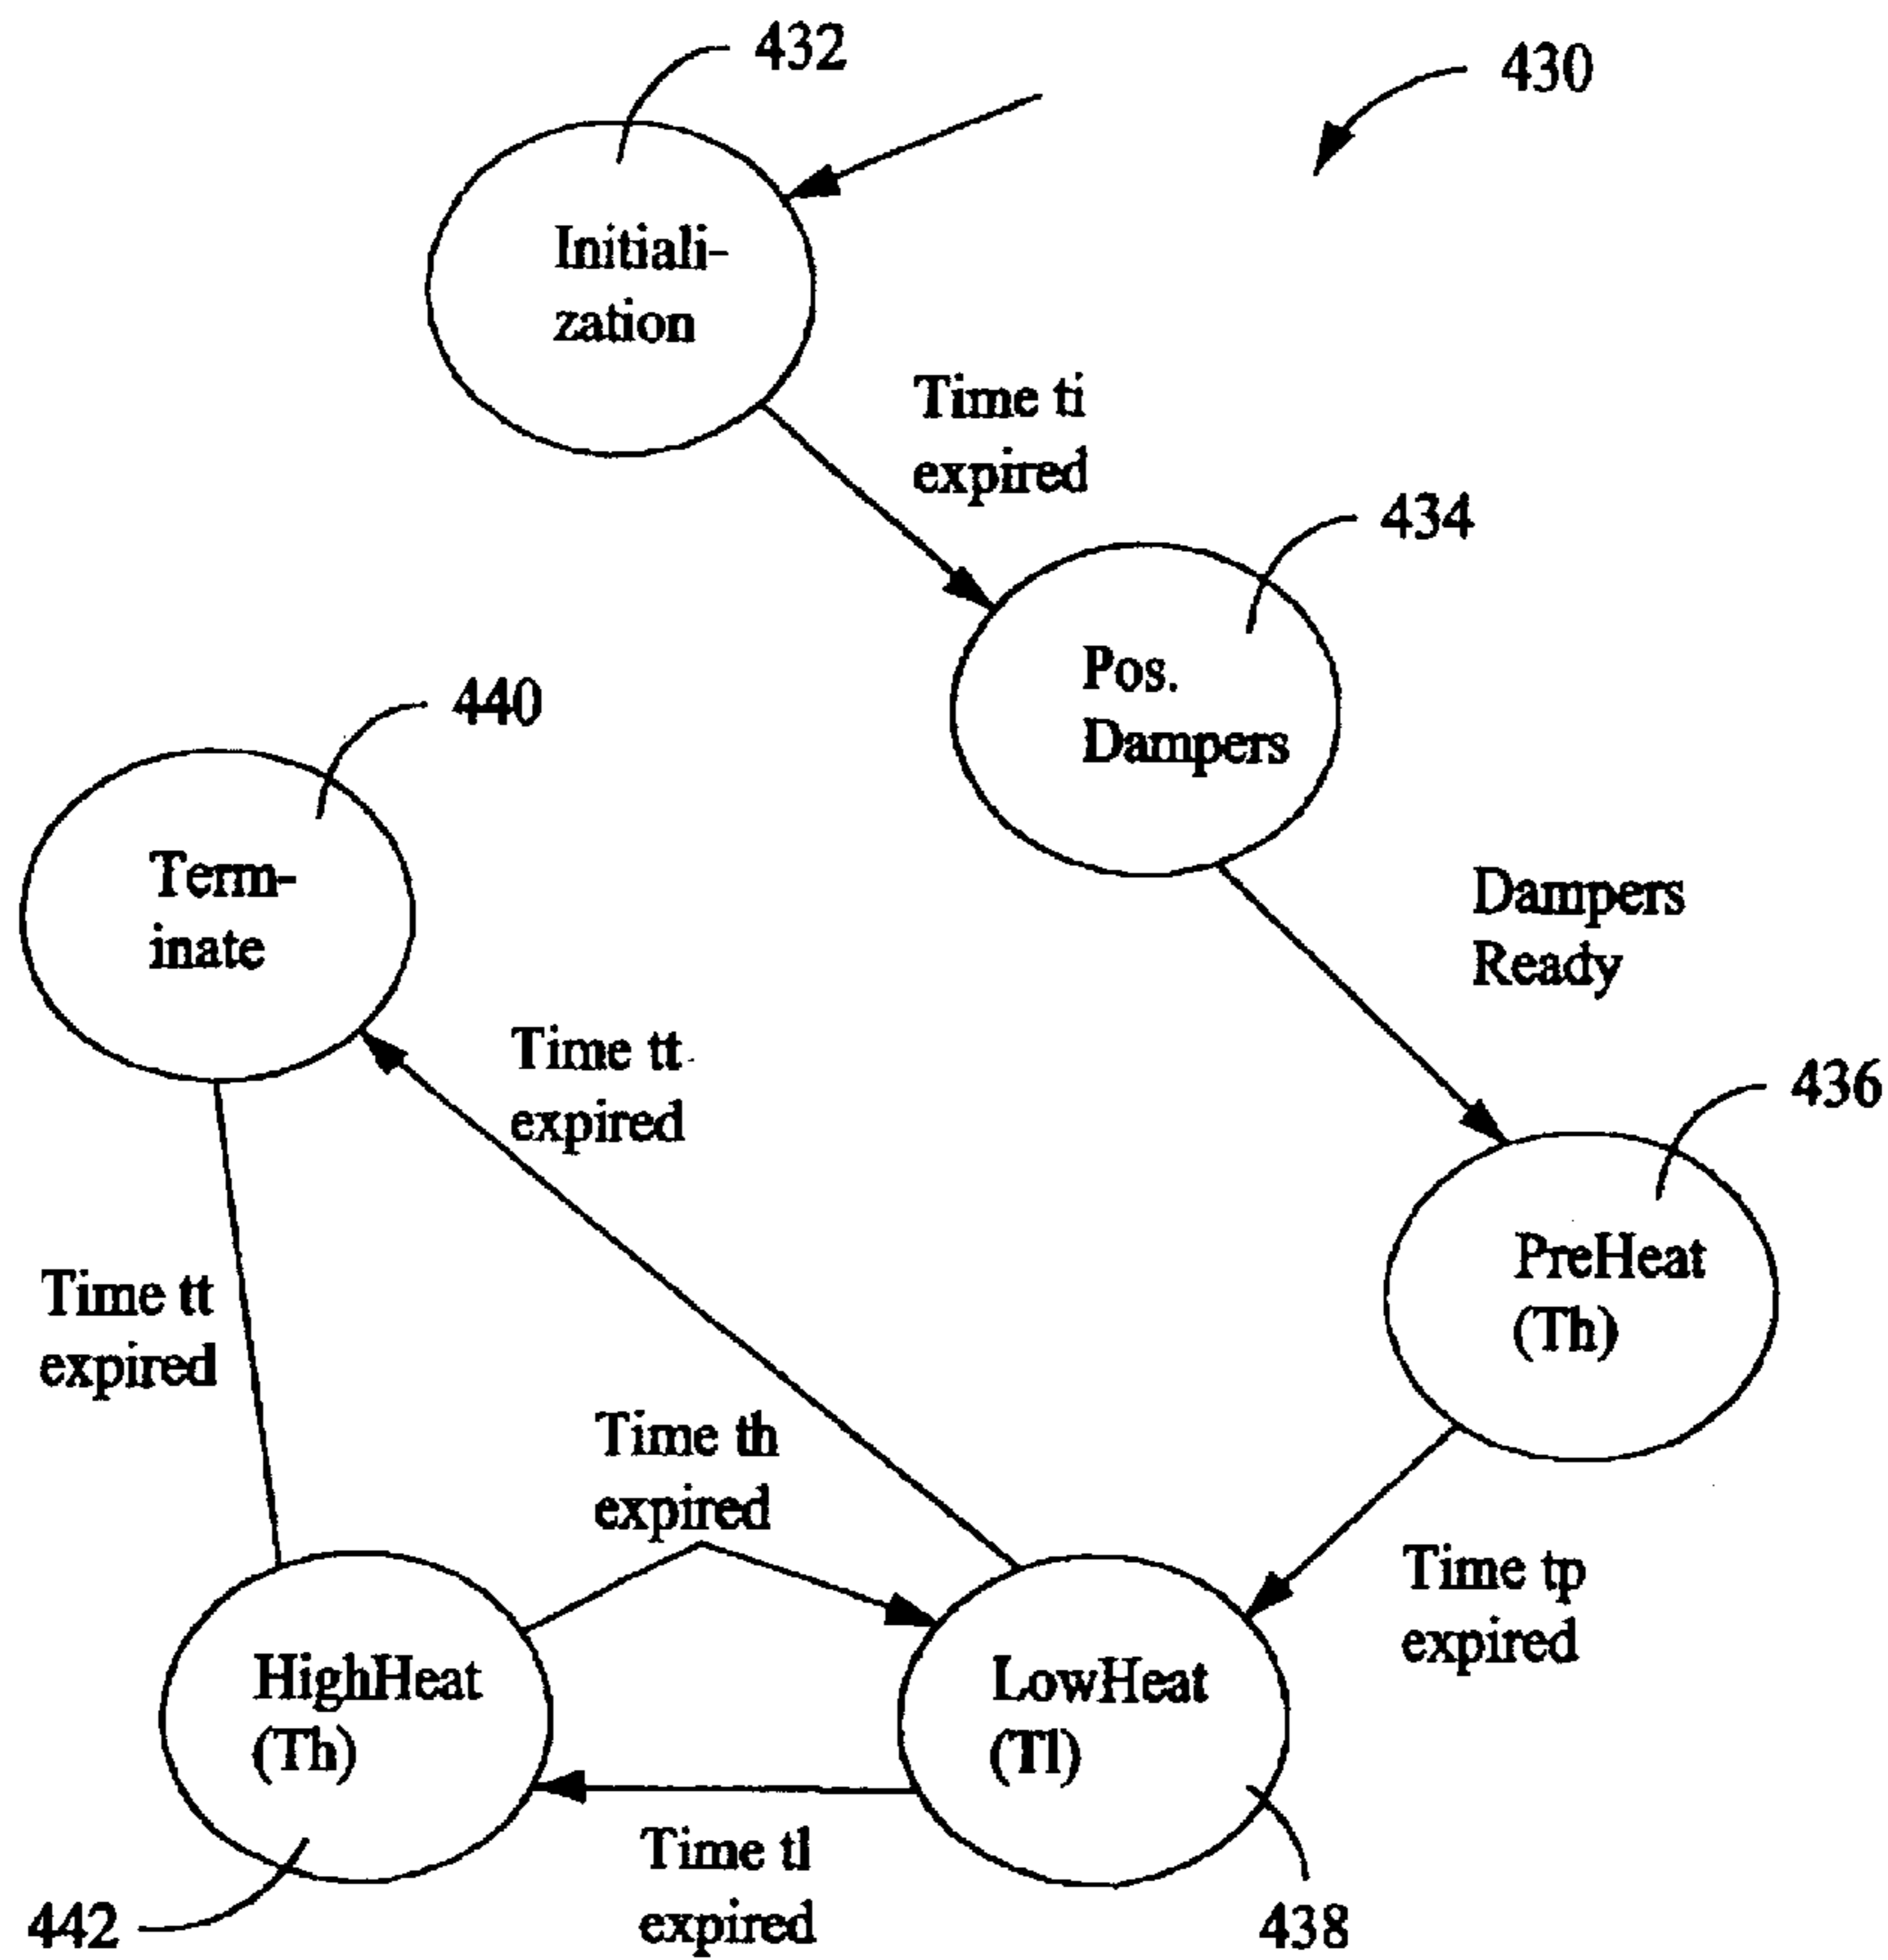 432
430
Initiali-
zation
Time ti
expired
434
Pos.
Dampers
440
Term-
inate
Dampers
Ready
Time tt
expired
436
PreHeat
(Th)
Time tt
expired
Time th
expired
Time tp
expired
HighHeat
(Th)
LowHeat
(Tl)
Time tl
expired
442
438